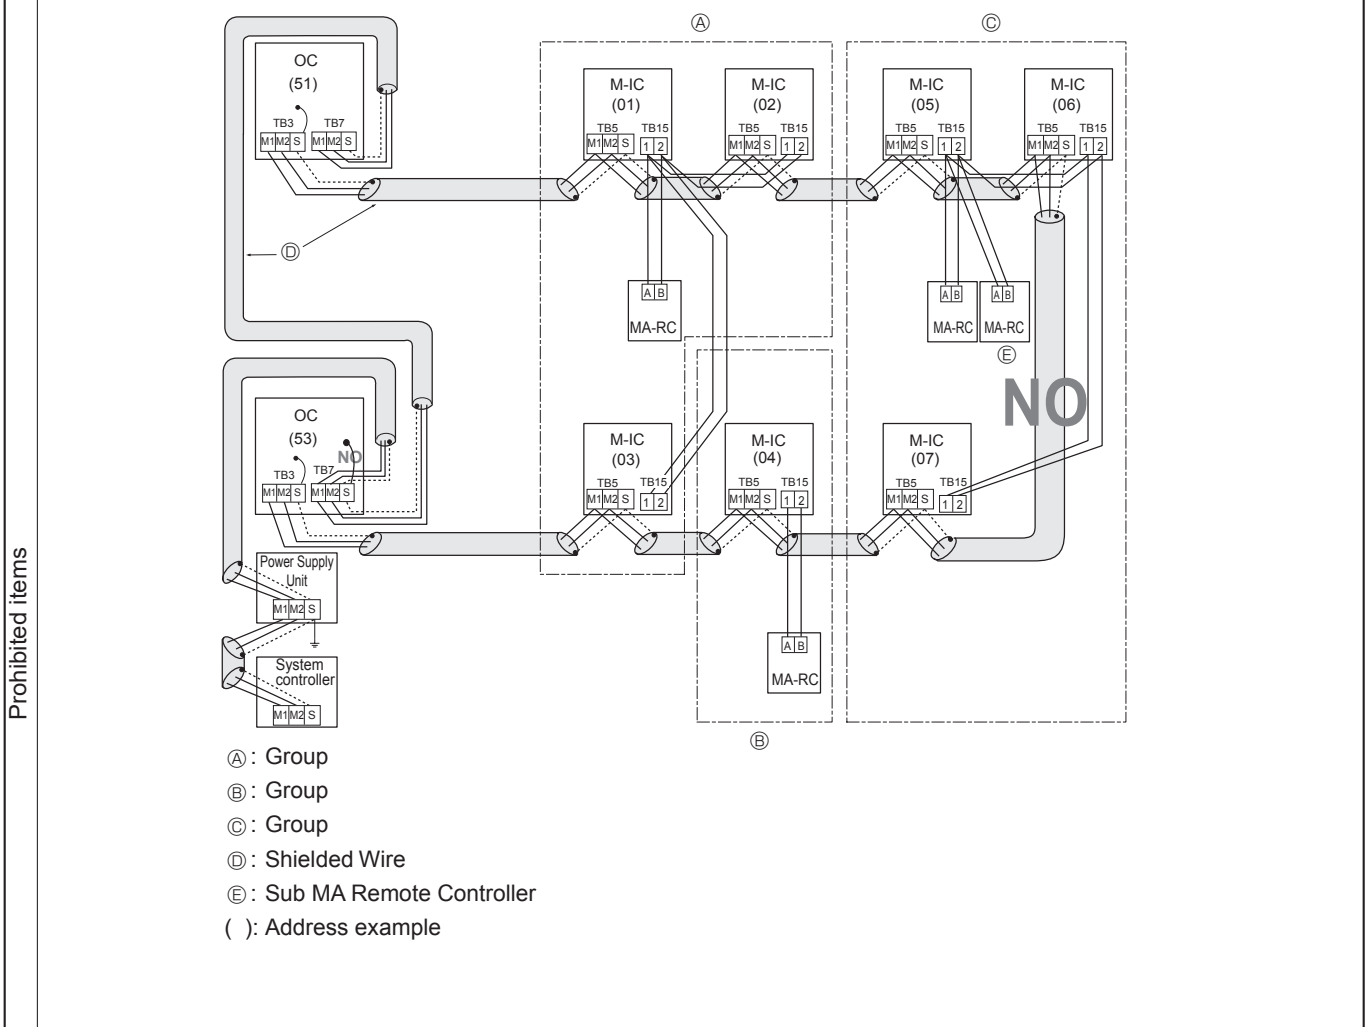 Prohibited items
Ⓐ
Ⓒ
OC
(51)
TB3 TB7
M1 M2 S M1 M2 S
M-IC
(01)
TB5 TB15
M1 M2 S 1 2
M-IC
(02)
TB5 TB15
M1 M2 S 1 2
M-IC
(05)
TB5 TB15
M1 M2 S 1 2
M-IC
(06)
TB5 TB15
M1 M2 S 1 2
Ⓓ
A B
MA-RC
A B
MA-RC
A B
MA-RC
Ⓔ
NO
OC
(53)
NO
TB3 TB7
M1 M2 S M1 M2 S
M-IC
(03)
TB5 TB15
M1 M2 S 1 2
M-IC
(04)
TB5 TB15
M1 M2 S 1 2
M-IC
(07)
TB5 TB15
M1 M2 S 1 2
Power Supply
Unit
M1 M2 S
System
controller
M1 M2 S
A B
MA-RC
Ⓑ
Ⓐ: Group
Ⓑ: Group
Ⓒ: Group
Ⓓ: Shielded Wire
Ⓔ: Sub MA Remote Controller
( ): Address example